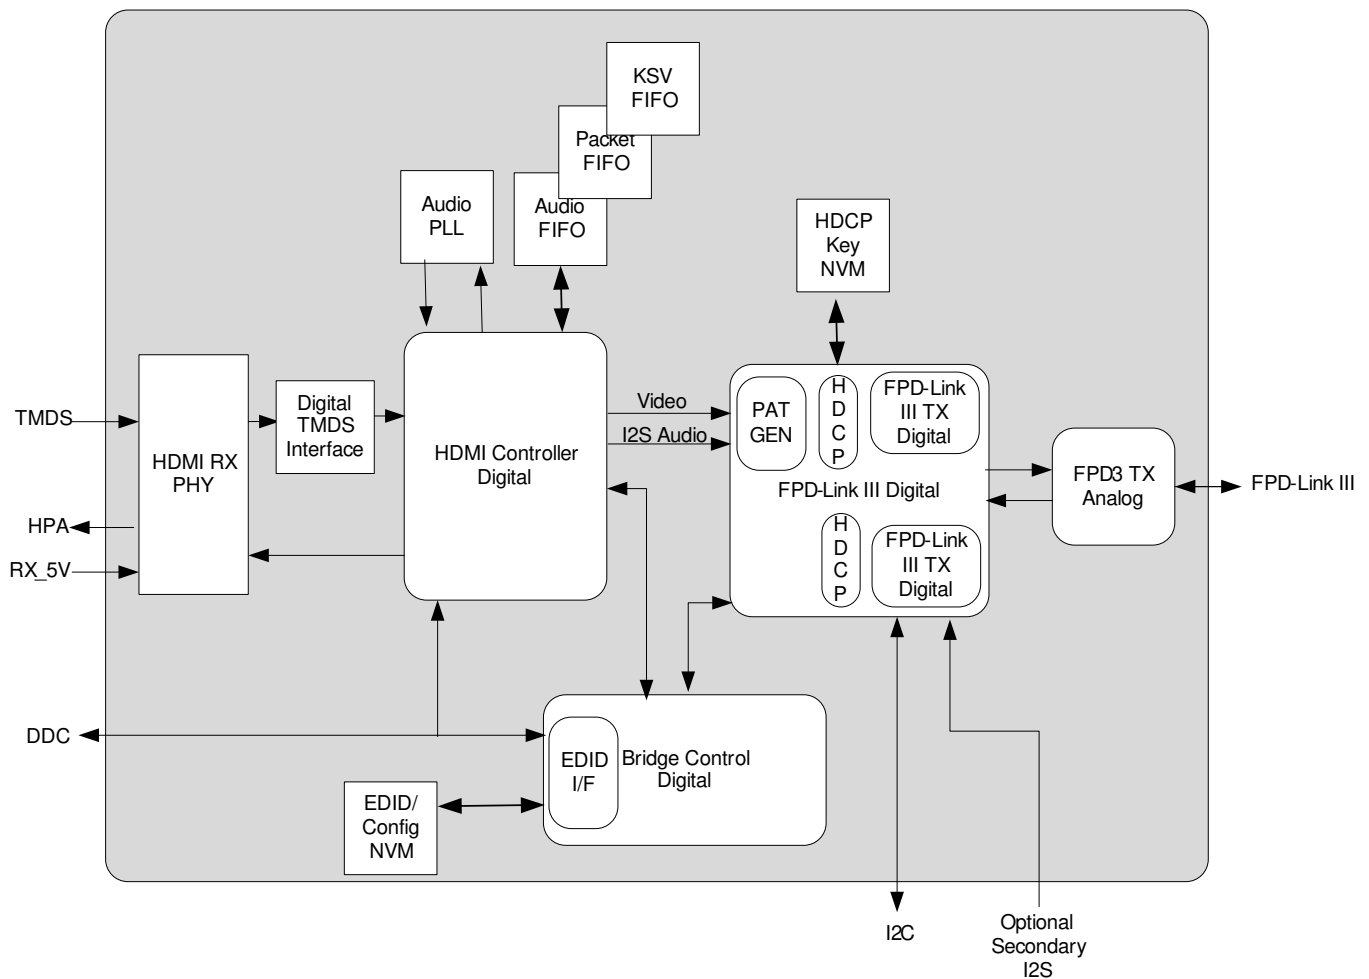 KSV
FIFO
Packet
FIFO
Audio
PLL
Audio
FIFO
HDCP
Key
NVM
TMDS
HPA
RX_5V
HDMI RX
PHY
Digital
TMDS
Interface
HDMI Controller
Digital
Video
I2S Audio
PAT
GEN
H
D
C
P
FPD-Link
III TX
Digital
FPD-Link III Digital
H
D
C
P
FPD-Link
III TX
Digital
FPD3 TX
Analog
FPD-Link III
DDC
EDID
I/F
Bridge Control
Digital
EDID/
Config
NVM
I2C
Optional
Secondary
I2S